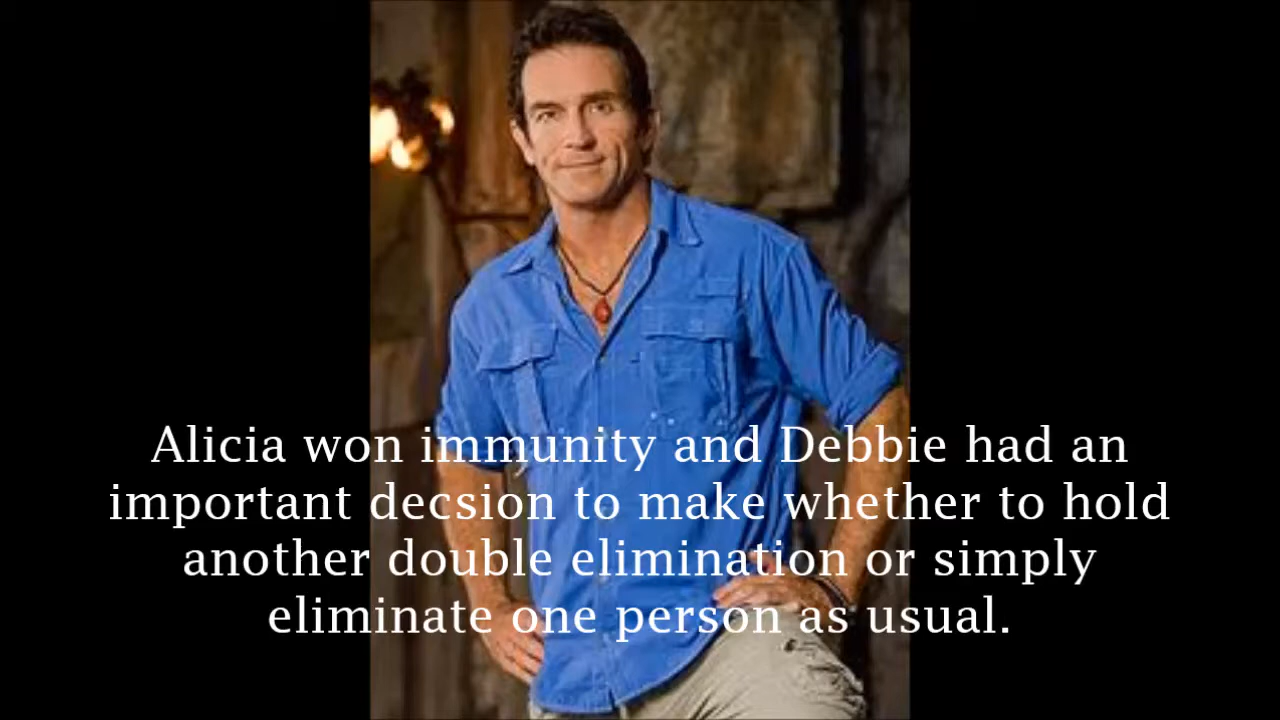 Alicia won immunity and Debbie had an
important decsion to make whether to hold
another double elimination or simply
eliminate one person as usual.